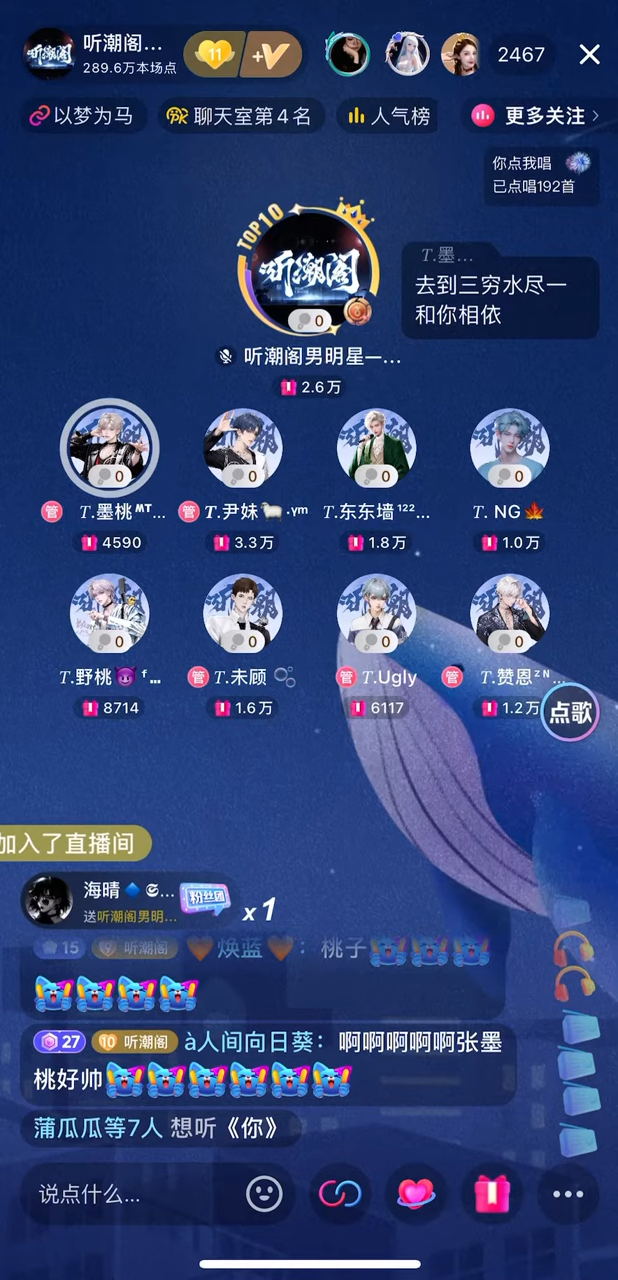 听潮阁
听潮阁...
289.6万本场点
11
+V
2467
以梦为马
聊天室第4名
人气榜
更多关注
你点我唱
已点唱192首
TOP10
听潮阁
0
T.墨...
去到三穷水尽一
和你相依
听潮阁男明星一...
2.6万
0 0 0 0
管 T.墨桃ᴹᵀ... 管 T.尹妹🐑·ʸᵐ T.东东墙¹²²... T. NG🍁
4590 3.3万 1.8万 1.0万
0 0 0 0
T.野桃😈ᶠ... 管 T.未顾🫧 管 T.Ugly 管 T.赞恩ᶻᴺ...
8714 1.6万 6117 1.2万
点歌
加入了直播间
海晴🔹𝕾... 粉丝团 x1
送听潮阁男明...
15 听潮阁 🧡焕蓝🧡：桃子
27 10 听潮阁 à人间向日葵：啊啊啊啊啊张墨
桃好帅
蒲瓜瓜等7人 想听《你》
说点什么...